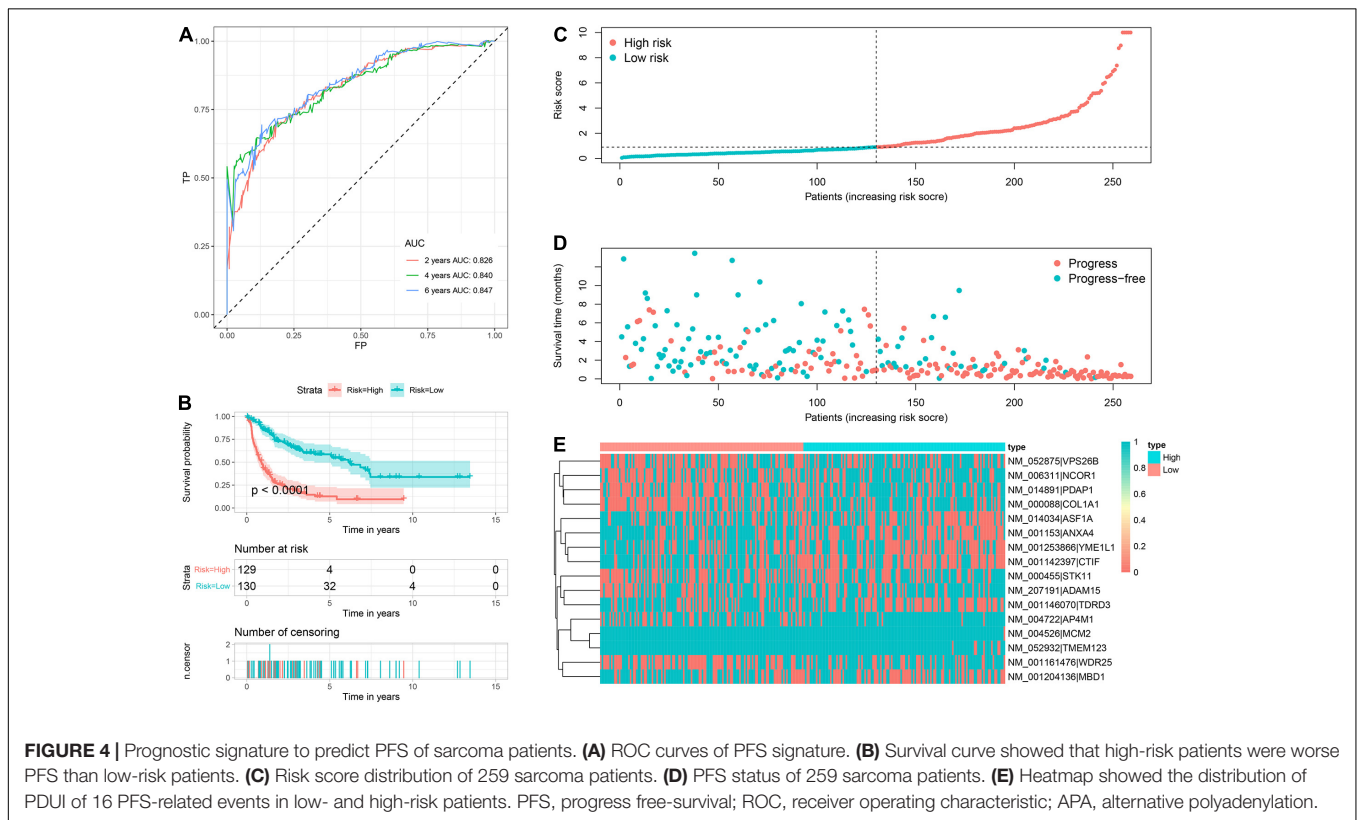 A
1.00
0.75
0.50
0.25
0.00
TP
0.00
0.25
0.50
0.75
1.00
FP
AUC
2 years AUC: 0.826
4 years AUC: 0.840
6 years AUC: 0.847
B
Strata Risk=High Risk=Low
1.00
0.75
0.50
0.25
0.00
Survival probability
p < 0.0001
0 5 10 15
Time in years
Number at risk
Strata
Risk=High 129 4 0 0
Risk=Low 130 32 4 0
0 5 10 15
Time in years
Number of censoring
n.censor
2
1
0
0 5 10 15
Time in years
C
High risk
Low risk
Risk score
10
8
6
4
2
0
0 50 100 150 200 250
Patients (increasing risk socre)
D
Progress
Progress-free
Survival time (months)
10
8
6
4
2
0
0 50 100 150 200 250
Patients (increasing risk socre)
E
type
NM_052875|VPS26B
NM_006311|NCOR1
NM_014891|PDAP1
NM_000088|COL1A1
NM_014034|ASF1A
NM_001153|ANXA4
NM_001253866|YME1L1
NM_001142397|CTIF
NM_000455|STK11
NM_207191|ADAM15
NM_001146070|TDRD3
NM_004722|AP4M1
NM_004526|MCM2
NM_052932|TMEM123
NM_001161476|WDR25
NM_001204136|MBD1
1
0.8
0.6
0.4
0.2
0
type
High
Low
FIGURE 4 | Prognostic signature to predict PFS of sarcoma patients. (A) ROC curves of PFS signature. (B) Survival curve showed that high-risk patients were worse
PFS than low-risk patients. (C) Risk score distribution of 259 sarcoma patients. (D) PFS status of 259 sarcoma patients. (E) Heatmap showed the distribution of
PDUI of 16 PFS-related events in low- and high-risk patients. PFS, progress free-survival; ROC, receiver operating characteristic; APA, alternative polyadenylation.